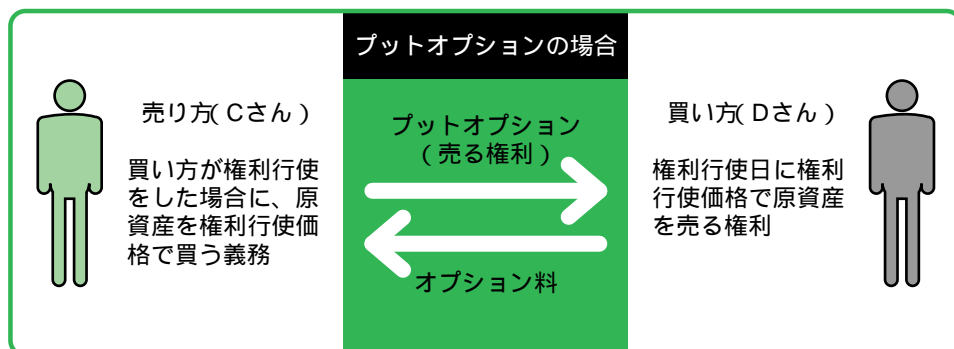 プットオプションの場合
売り方(Cさん)
買い方が権利行使
をした場合に、原
資産を権利行使価
格で買う義務
プットオプション
(売る権利)
オプション料
買い方(Dさん)
権利行使日に権利
行使価格で原資産
を売る権利